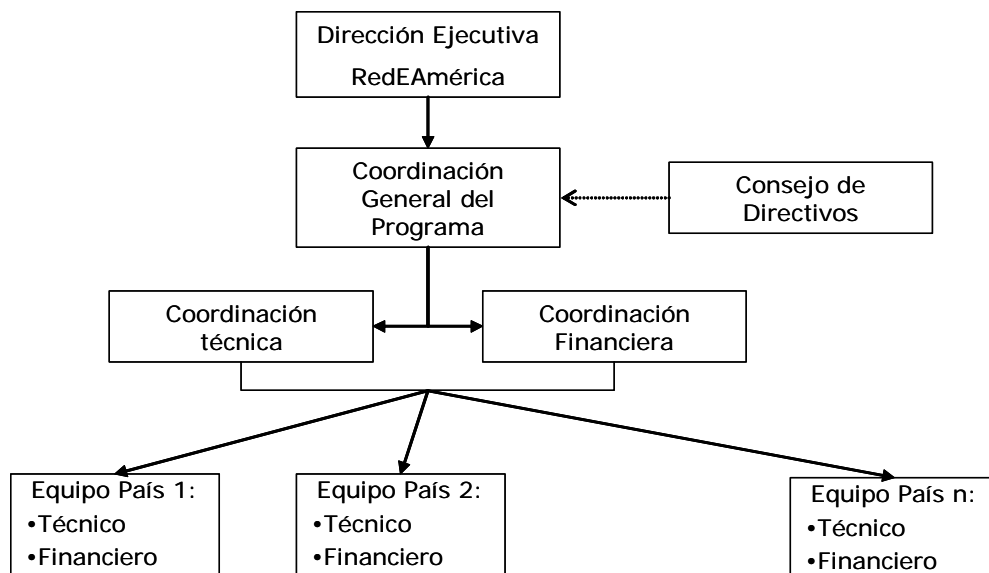 Dirección Ejecutiva
RedEAmérica
Coordinación
General del
Programa
Consejo de
Directivos
Coordinación
técnica
Coordinación
Financiera
Equipo País 1:
•Técnico
•Financiero
Equipo País 2:
•Técnico
•Financiero
Equipo País n:
•Técnico
•Financiero